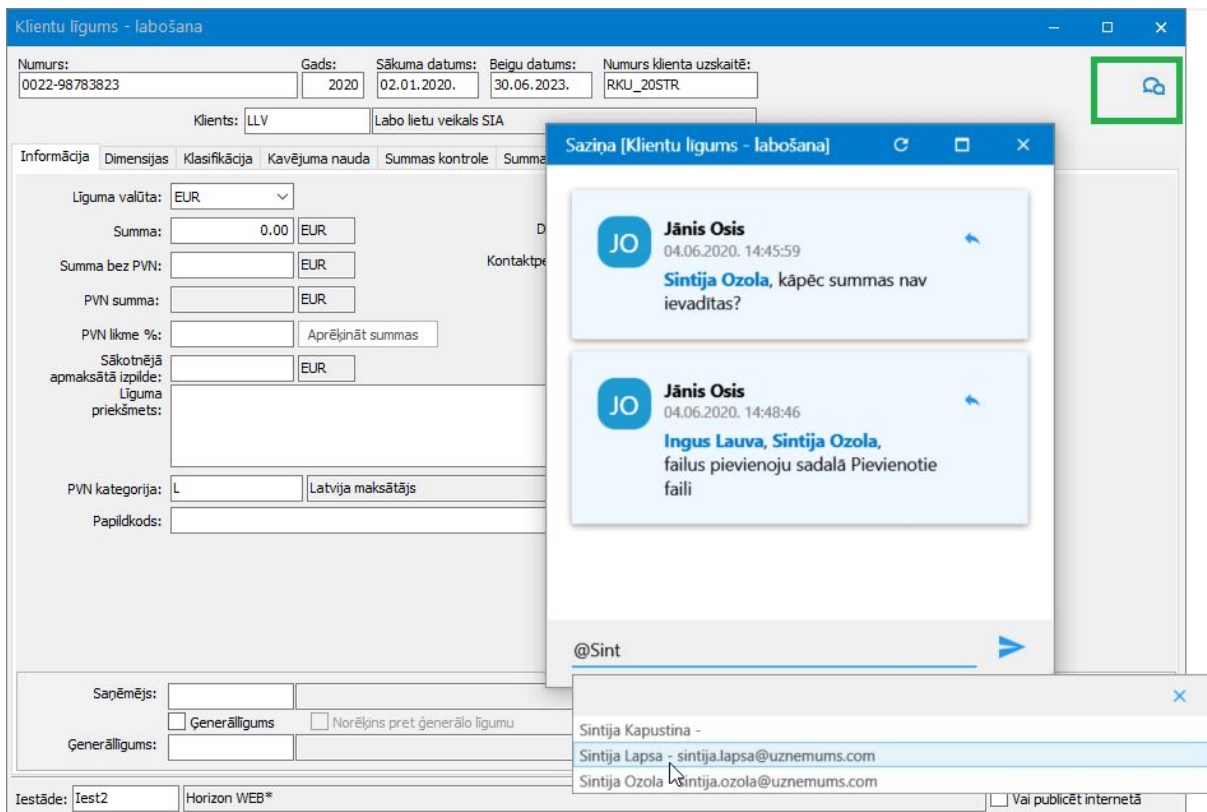 Klientu līgums - labošana
Numurs: Gads: Sākuma datums: Beigu datums: Numurs klienta uzskaitē:
0022-98783823 2020 02.01.2020. 30.06.2023. RKU_20STR
Klients: LLV Labo lietu veikals SIA
Informācija Dimensijas Klasifikācija Kavējuma nauda Summas kontrole Summa
Līguma valūta: EUR
Summa: 0.00 EUR
Summa bez PVN: EUR
Kontaktpe
PVN summa: EUR
PVN likme %: Aprēķināt summas
Sākotnējā
apmaksātā izpilde: EUR
Līguma
priekšmets:
PVN kategorija: L Latvija maksātājs
Papildkods:
Saņēmējs:
Ģenerāllīgums Norēķins pret ģenerālo līgumu
Ģenerāllīgums:
Iestāde: Iest2 Horizon WEB* Vai publicēt internetā
Saziņa [Klientu līgums - labošana]
JO
Jānis Osis
04.06.2020. 14:45:59
Sintija Ozola, kāpēc summas nav
ievadītas?
JO
Jānis Osis
04.06.2020. 14:48:46
Ingus Lauva, Sintija Ozola,
failus pievienoju sadalā Pievienotie
faili
@Sint
Sintija Kapustina -
Sintija Lapsa - sintija.lapsa@uznemums.com
Sintija Ozola - sintija.ozola@uznemums.com